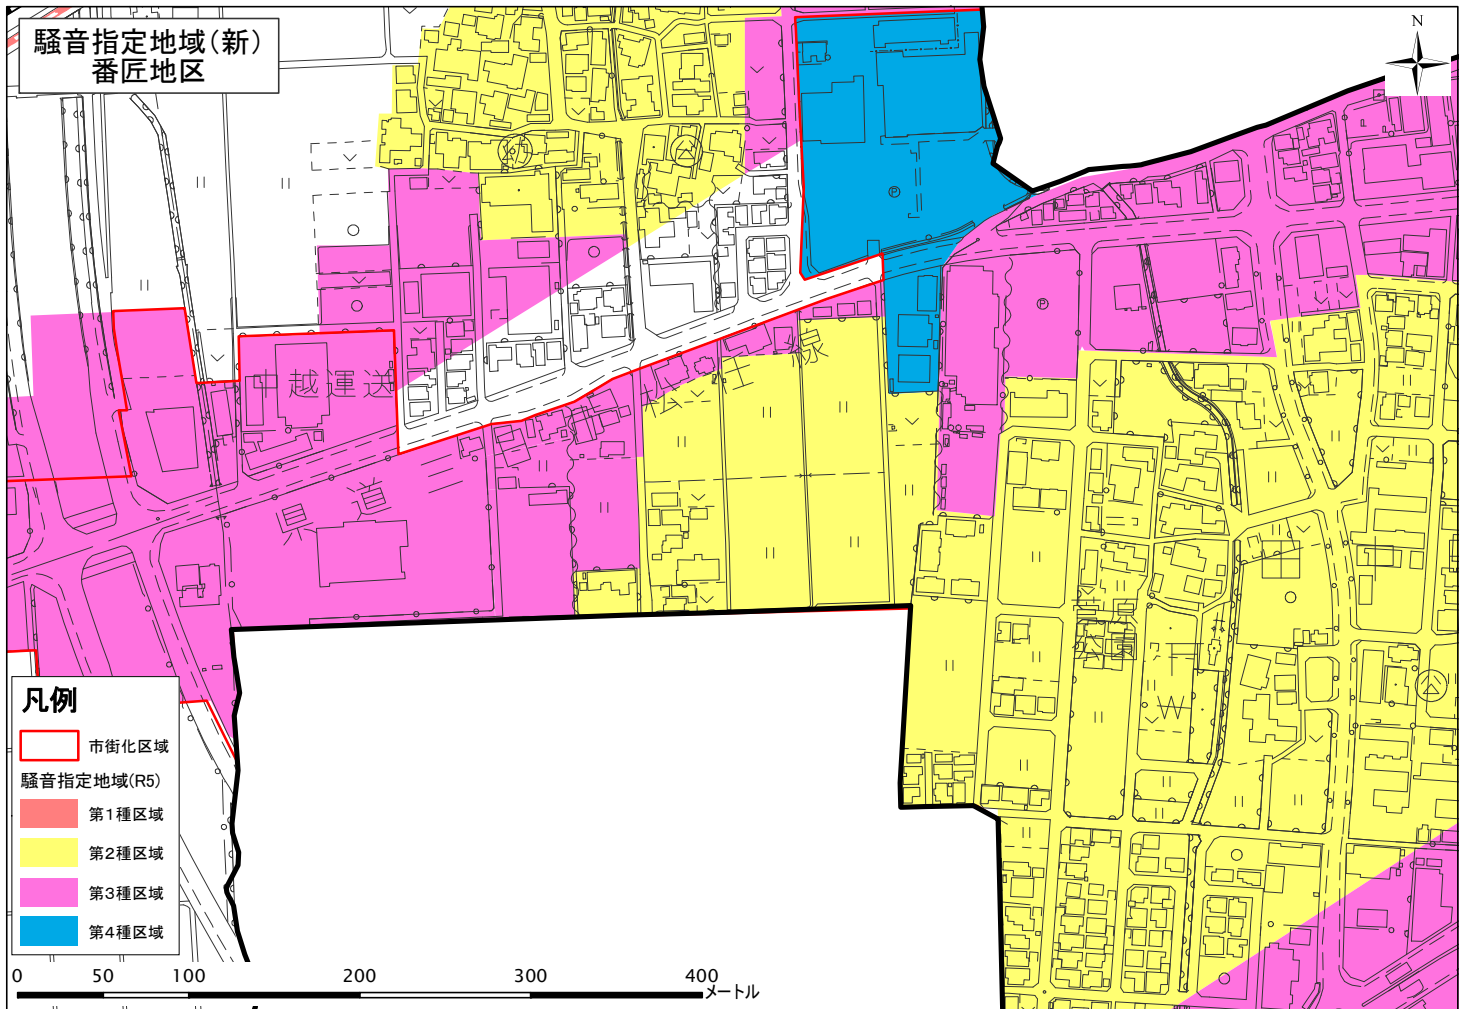 騒音指定地域(新)
番匠地区
N
中越運送
県道
松任線
凡例
市街化区域
騒音指定地域(R5)
第1種区域
第2種区域
第3種区域
第4種区域
0 50 100 200 300 400
メートル